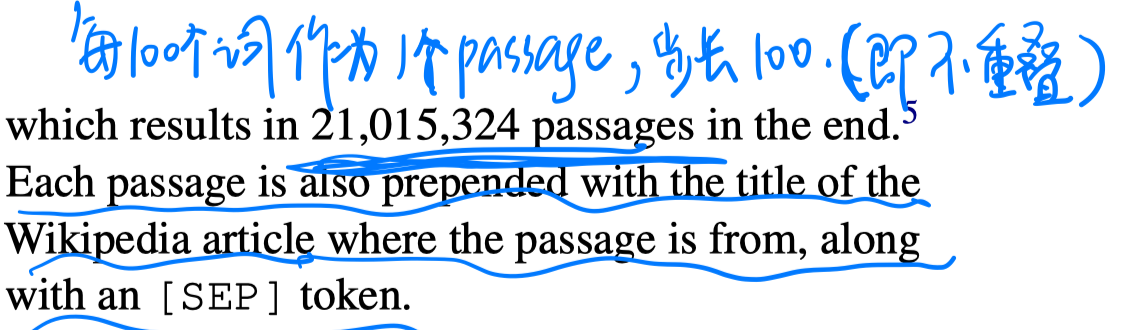 每100个词作为1个passage,步长100.(即不重叠)
which results in 21,015,324 passages in the end.5
Each passage is also prepended with the title of the
Wikipedia article where the passage is from, along
with an [SEP] token.